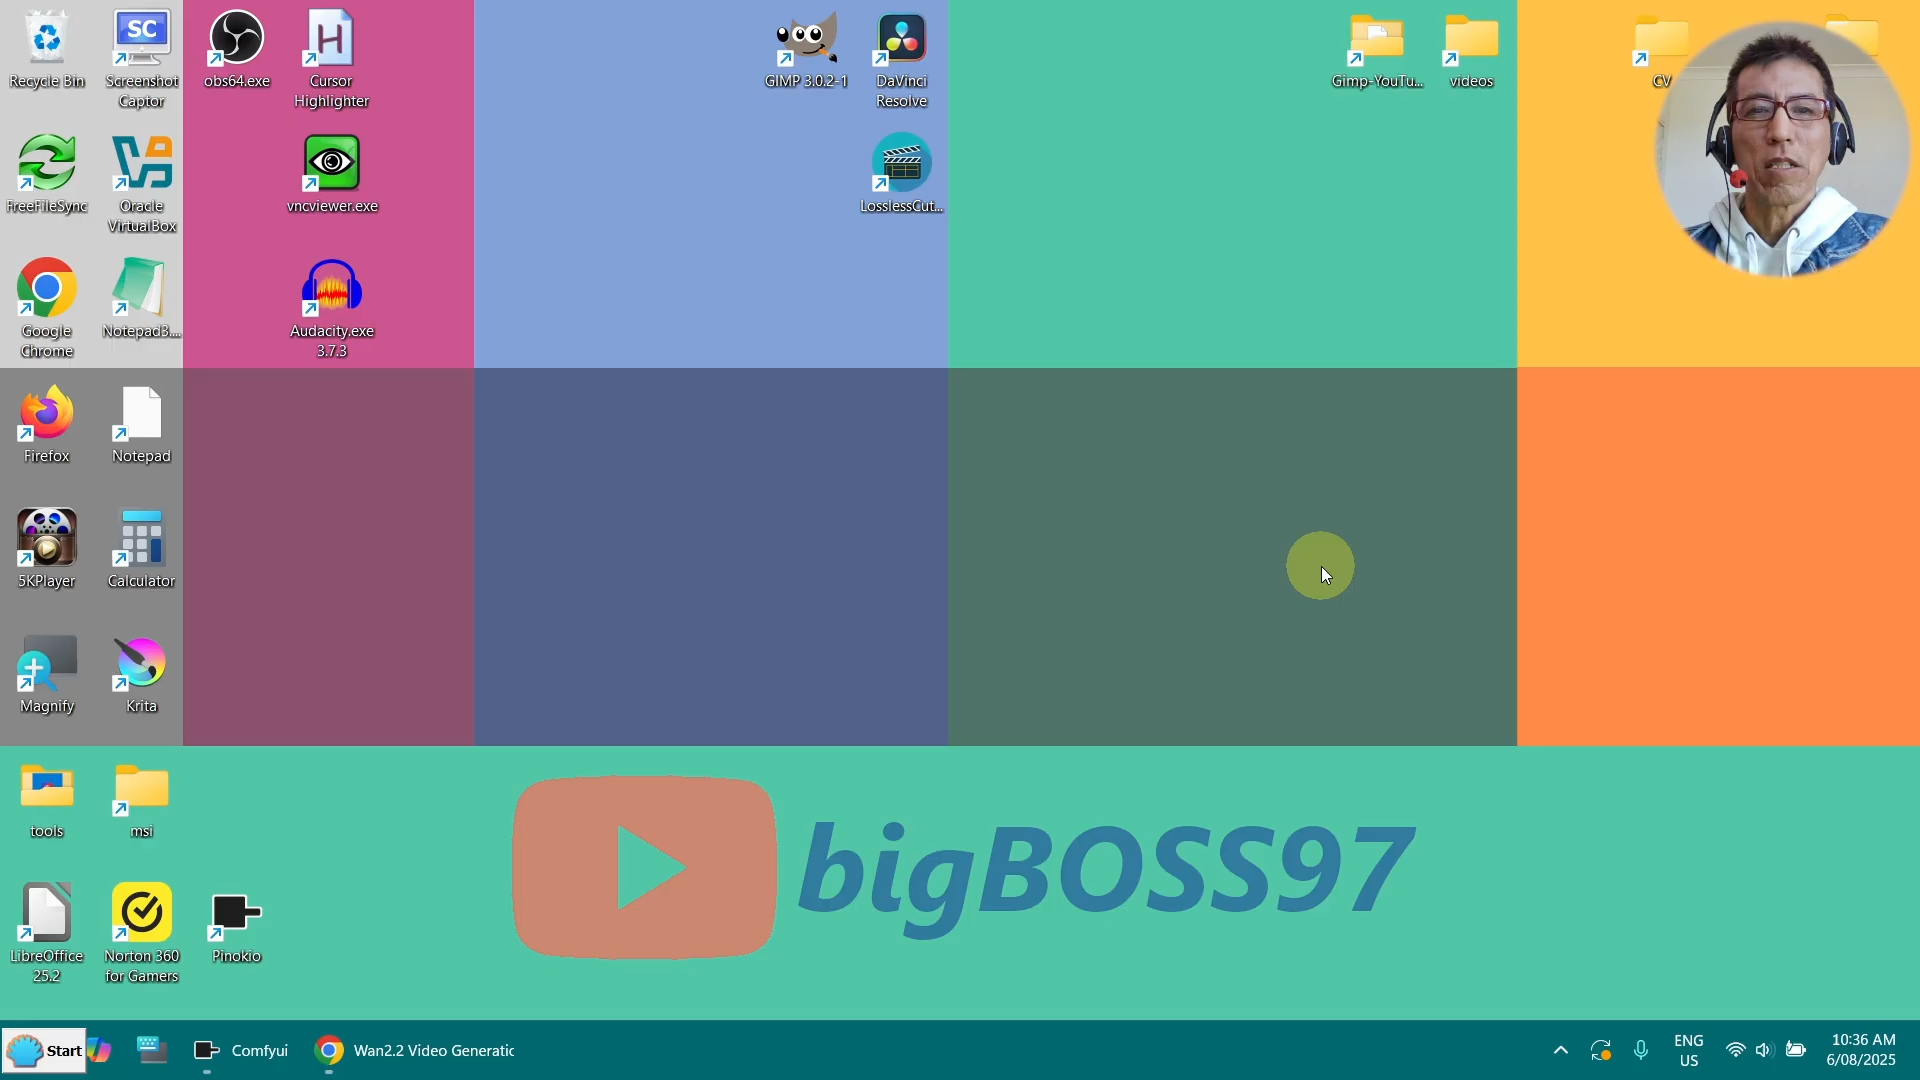 Recycle Bin
Screenshot
Captor
SC
obs64.exe
H
Cursor
Highlighter
GIMP 3.0.2-1
DaVinci
Resolve
Gimp-YouTu...
videos
CV
FreeFileSync
Oracle
VirtualBox
vncviewer.exe
LosslessCut...
Google
Chrome
Notepad3....
Audacity.exe
3.7.3
Firefox
Notepad
5KPlayer
Calculator
Magnify
Krita
tools
msi
bigBOSS97
LibreOffice
25.2
Norton 360
for Gamers
Pinokio
Start
Comfyui
Wan2.2 Video Generatic
ENG
US
10:36 AM
6/08/2025